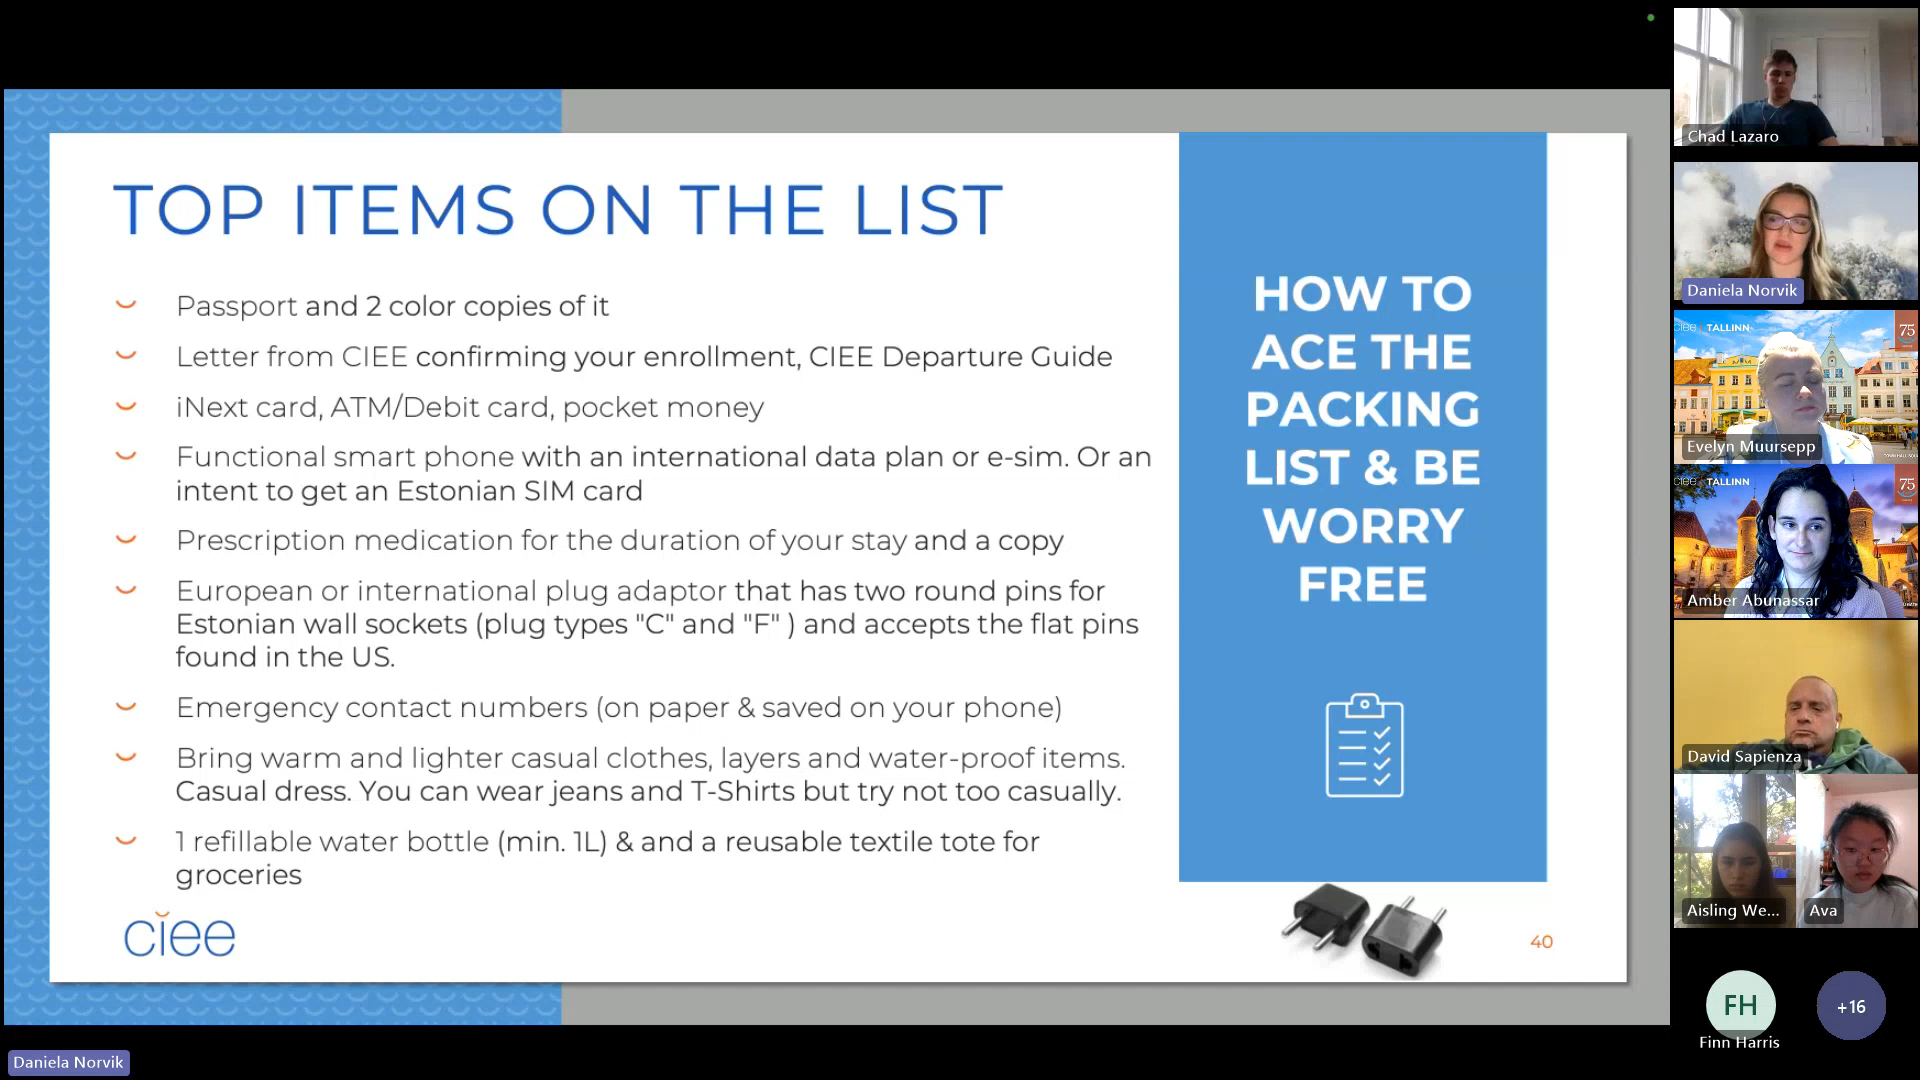 TOP ITEMS ON THE LIST
Passport and 2 color copies of it
Letter from CIEE confirming your enrollment, CIEE Departure Guide
iNext card, ATM/Debit card, pocket money
Functional smart phone with an international data plan or e-sim. Or an
intent to get an Estonian SIM card
Prescription medication for the duration of your stay and a copy
European or international plug adaptor that has two round pins for
Estonian wall sockets (plug types "C" and "F" ) and accepts the flat pins
found in the US.
Emergency contact numbers (on paper & saved on your phone)
Bring warm and lighter casual clothes, layers and water-proof items.
Casual dress. You can wear jeans and T-Shirts but try not too casually.
1 refillable water bottle (min. 1L) & and a reusable textile tote for
groceries
ciee
HOW TO
ACE THE
PACKING
LIST & BE
WORRY
FREE
40
Daniela Norvik
Chad Lazaro
Daniela Norvik
ciee TALLINN
75
Evelyn Muursepp
ciee TALLINN
75
Amber Abunassar
David Sapienza
Aisling We...
Ava
FH
Finn Harris
+16